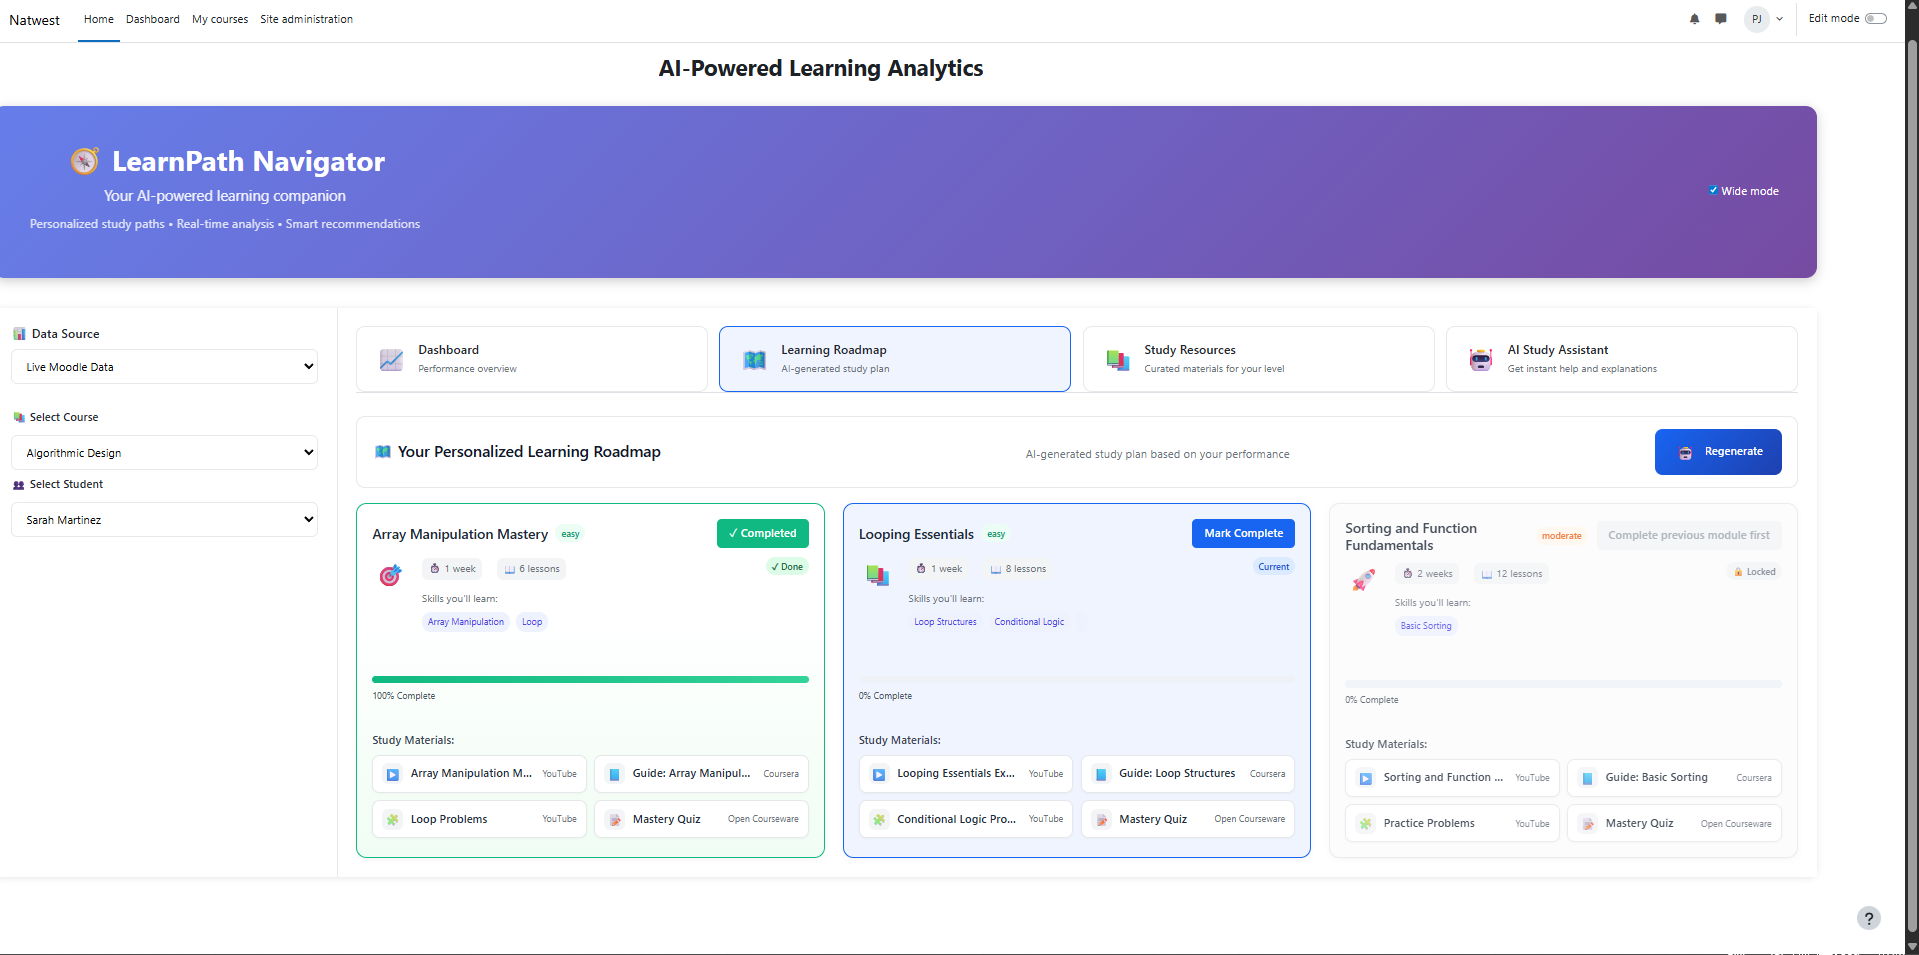 Natwest
Home
Dashboard
My courses
Site administration
PJ
Edit mode
AI-Powered Learning Analytics
LearnPath Navigator
Your AI-powered learning companion
Personalized study paths • Real-time analysis • Smart recommendations
Wide mode
Data Source
Live Moodle Data
Select Course
Algorithmic Design
Select Student
Sarah Martinez
Dashboard
Performance overview
Learning Roadmap
AI-generated study plan
Study Resources
Curated materials for your level
AI Study Assistant
Get instant help and explanations
Your Personalized Learning Roadmap
AI-generated study plan based on your performance
Regenerate
Array Manipulation Mastery
easy
✓ Completed
1 week
6 lessons
✓ Done
Skills you'll learn:
Array Manipulation
Loop
100% Complete
Study Materials:
Array Manipulation M...
YouTube
Guide: Array Manipul...
Coursera
Loop Problems
YouTube
Mastery Quiz
Open Courseware
Looping Essentials
easy
Mark Complete
1 week
8 lessons
Current
Skills you'll learn:
Loop Structures
Conditional Logic
0% Complete
Study Materials:
Looping Essentials Ex...
YouTube
Guide: Loop Structures
Coursera
Conditional Logic Pro...
YouTube
Mastery Quiz
Open Courseware
Sorting and Function
Fundamentals
moderate
Complete previous module first
2 weeks
12 lessons
Locked
Skills you'll learn:
Basic Sorting
0% Complete
Study Materials:
Sorting and Function ...
YouTube
Guide: Basic Sorting
Coursera
Practice Problems
YouTube
Mastery Quiz
Open Courseware
?